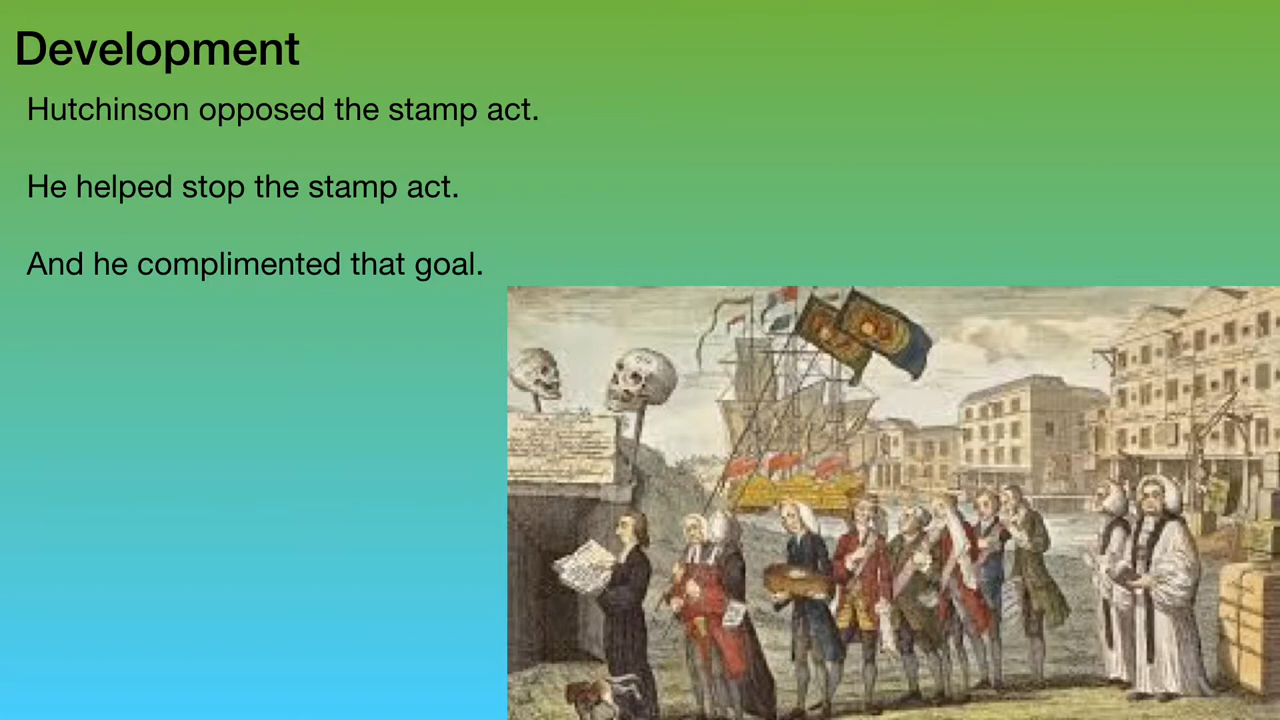 Development
Hutchinson opposed the stamp act.
He helped stop the stamp act.
And he complimented that goal.